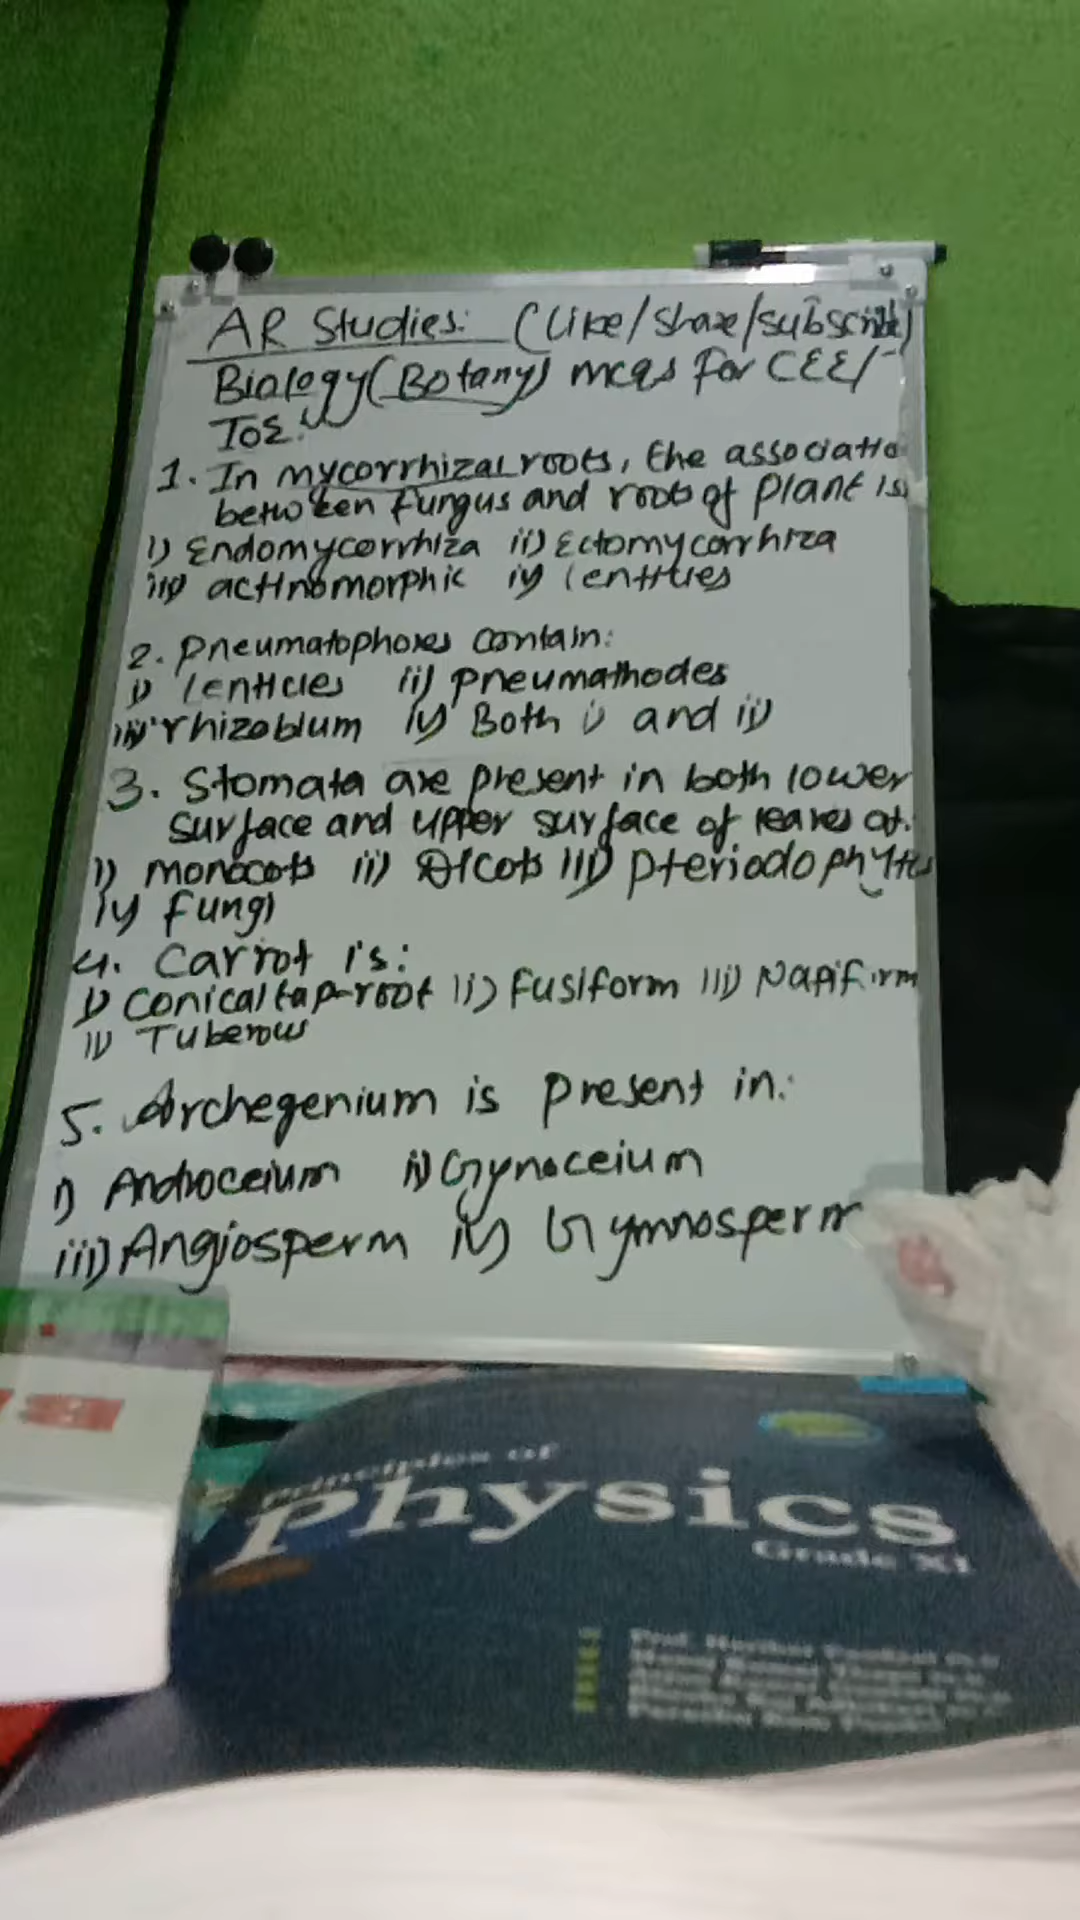 AR Studies: (Like/Share/subscribe)
Biology(Botany) mcqs For CEE/
IOE:
1. In mycorrhizal roots, the associatio
between fungus and roots of plant is
i) Endomycorrhiza ii) Ectomycorrhiza
iii) actinomorphic iv) lenticles
2. Pneumatophores contain:
i) lenticles ii) pneumathodes
iii) rhizobium iv) Both i) and ii)
3. Stomata are present in both lower
surface and upper surface of leaves of:
i) monocots ii) Dicots iii) pteriodophytes
iv) Fungi
4. Carrot is:
i) Conical tap-root ii) Fusiform iii) Napifirm
iv) Tuberous
5. Archegenium is present in:
i) Androceium ii) Gynoceium
iii) Angiosperm iv) Gymnosperm
Principles of
Physics
Grade XI